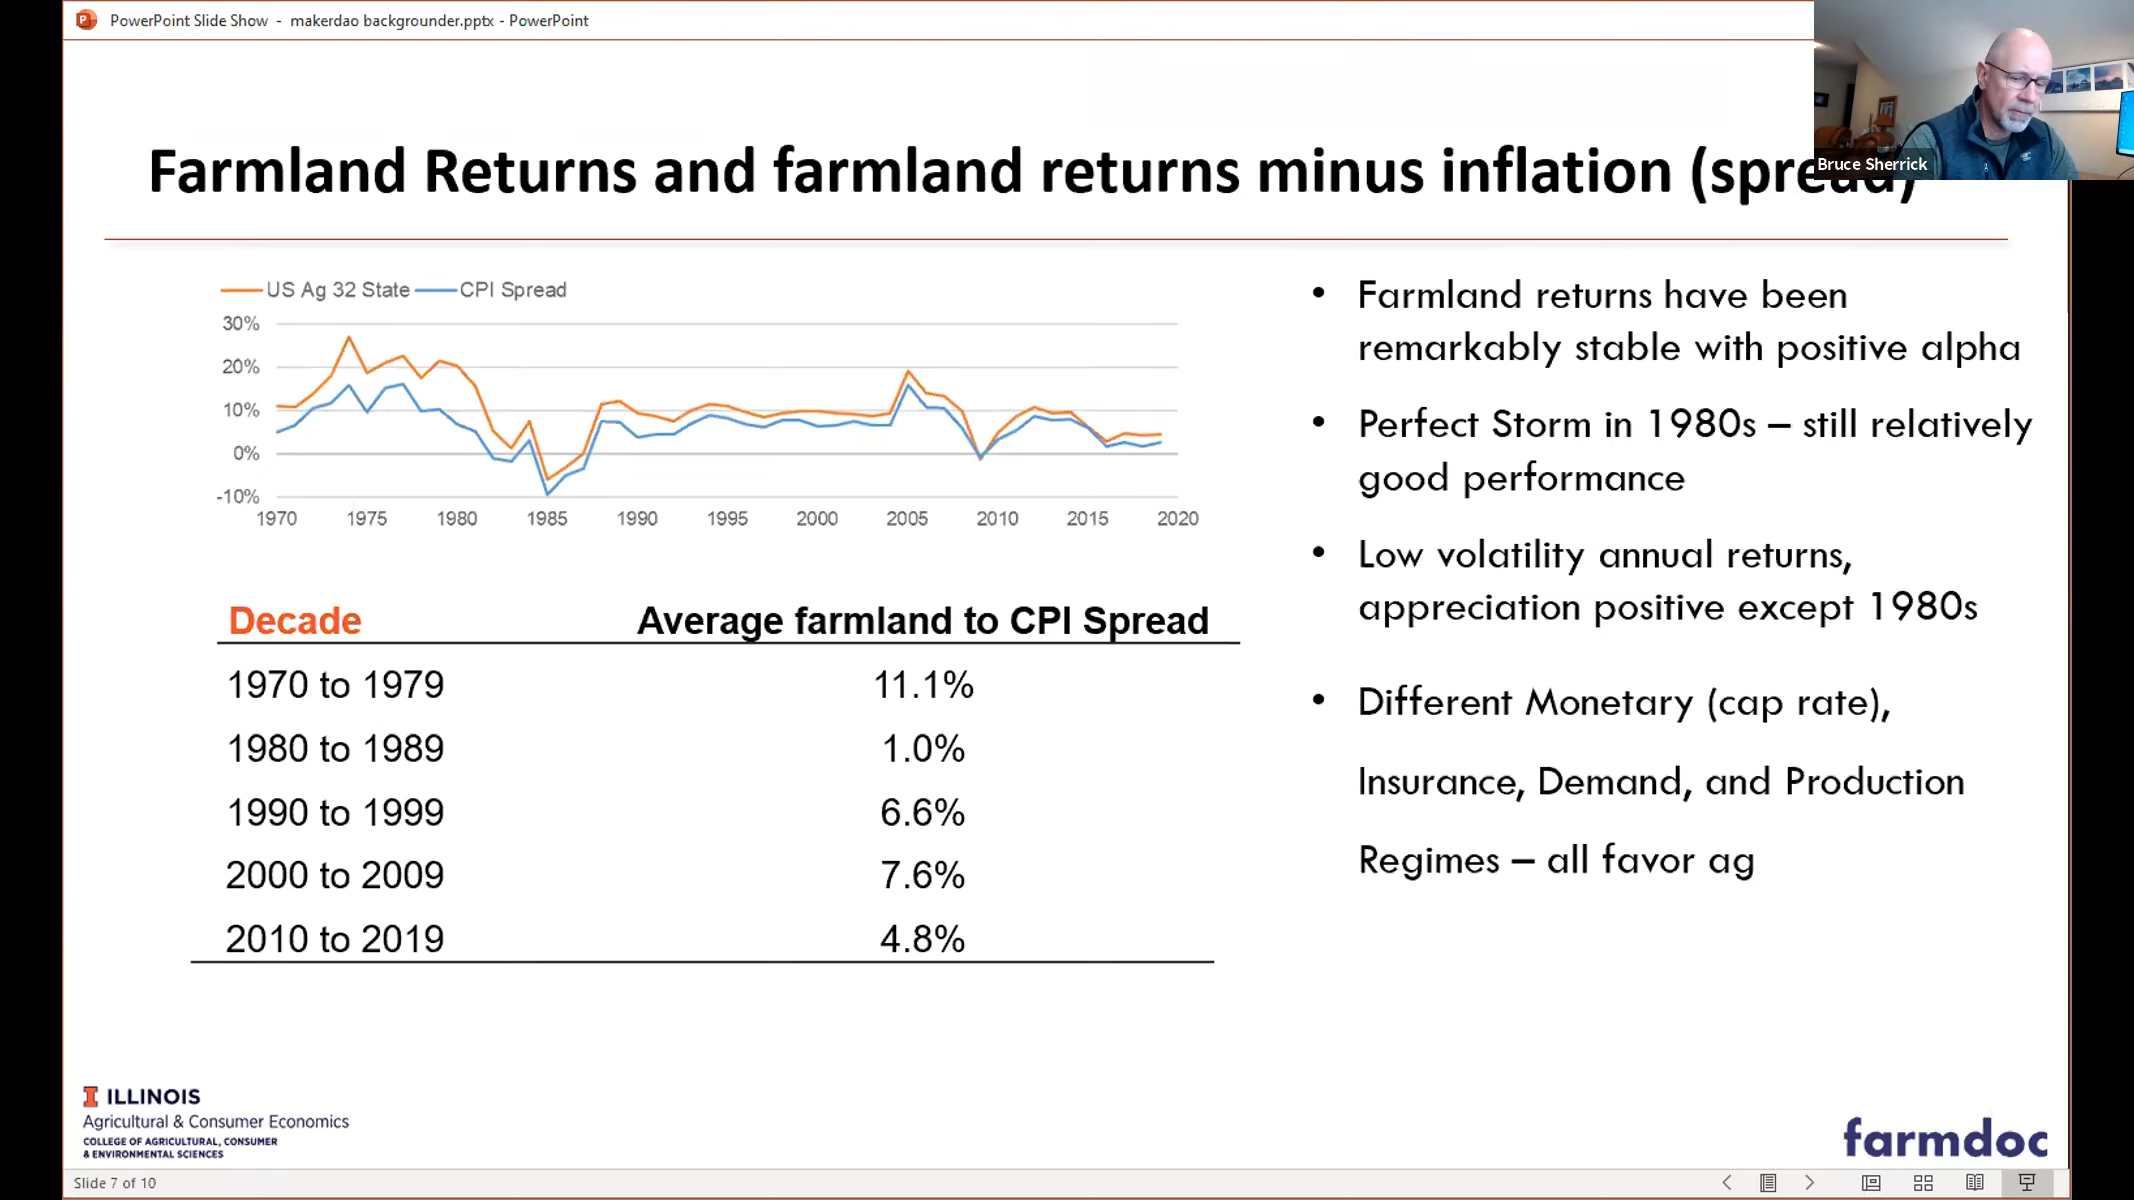 PowerPoint Slide Show - makerdao backgrounder.pptx - PowerPoint
Bruce Sherrick
Farmland Returns and farmland returns minus inflation (spread)
US Ag 32 State CPI Spread
30%
20%
10%
0%
-10%
1970 1975 1980 1985 1990 1995 2000 2005 2010 2015 2020
Decade Average farmland to CPI Spread
1970 to 1979 11.1%
1980 to 1989 1.0%
1990 to 1999 6.6%
2000 to 2009 7.6%
2010 to 2019 4.8%
• Farmland returns have been
remarkably stable with positive alpha
• Perfect Storm in 1980s – still relatively
good performance
• Low volatility annual returns,
appreciation positive except 1980s
• Different Monetary (cap rate),
Insurance, Demand, and Production
Regimes – all favor ag
I ILLINOIS
Agricultural & Consumer Economics
COLLEGE OF AGRICULTURAL, CONSUMER
& ENVIRONMENTAL SCIENCES
farmdoc
Slide 7 of 10